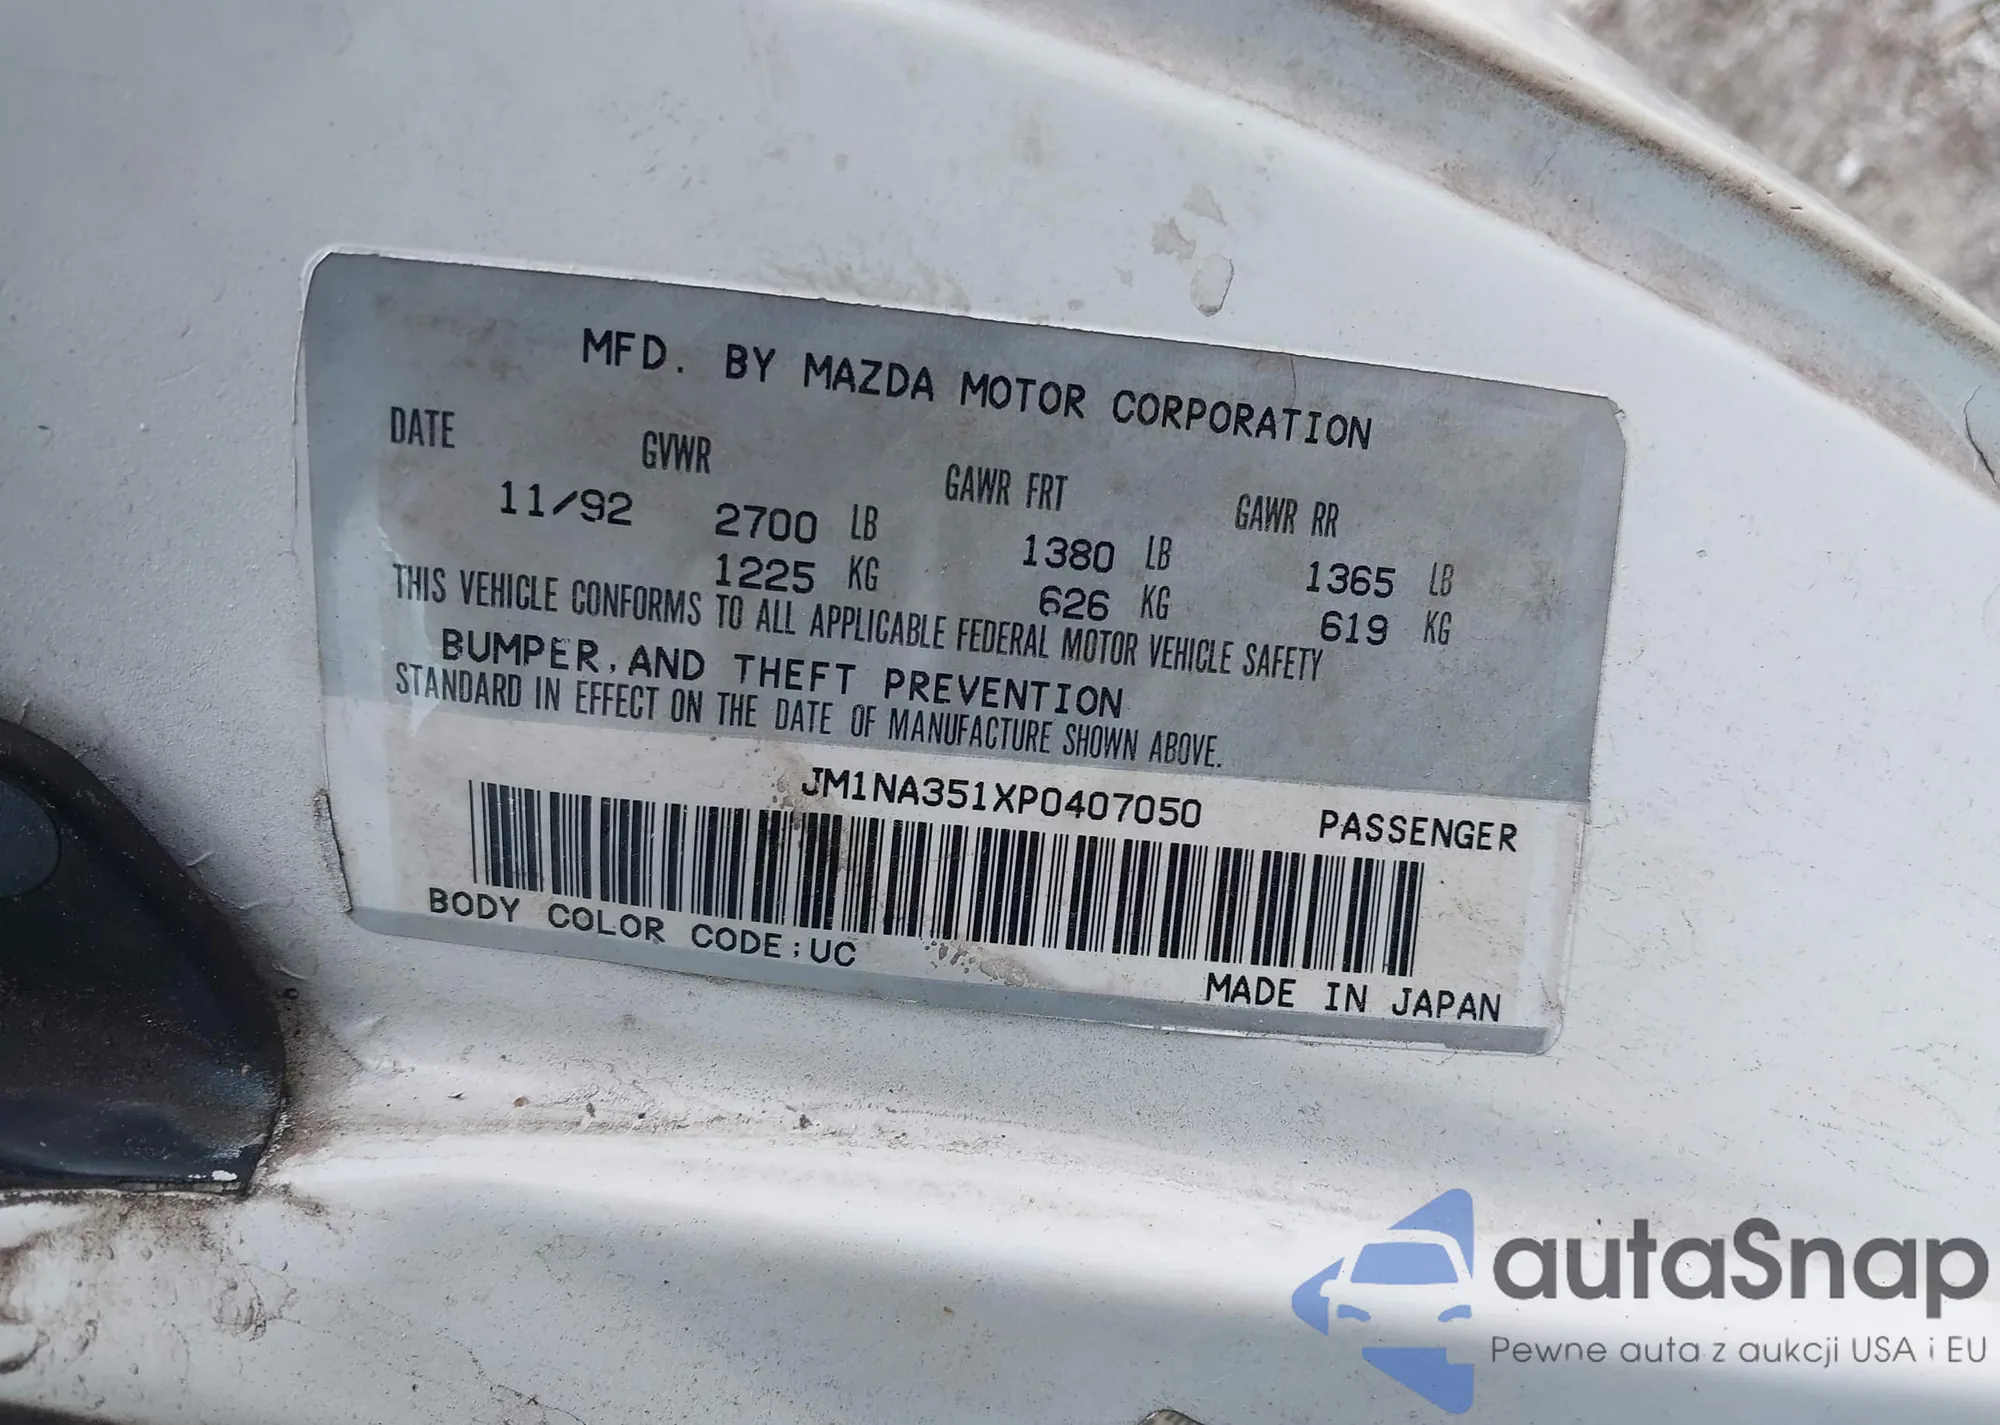 MFD. BY MAZDA MOTOR CORPORATION
DATE GVWR GAWR FRT GAWR RR
11/92 2700 LB 1380 LB 1365 LB
1225 KG 626 KG 619 KG
THIS VEHICLE CONFORMS TO ALL APPLICABLE FEDERAL MOTOR VEHICLE SAFETY
BUMPER, AND THEFT PREVENTION
STANDARD IN EFFECT ON THE DATE OF MANUFACTURE SHOWN ABOVE.
JM1NA351XP0407050 PASSENGER
BODY COLOR CODE;UC
MADE IN JAPAN
autaSnap
Pewne auta z aukcji USA i EU